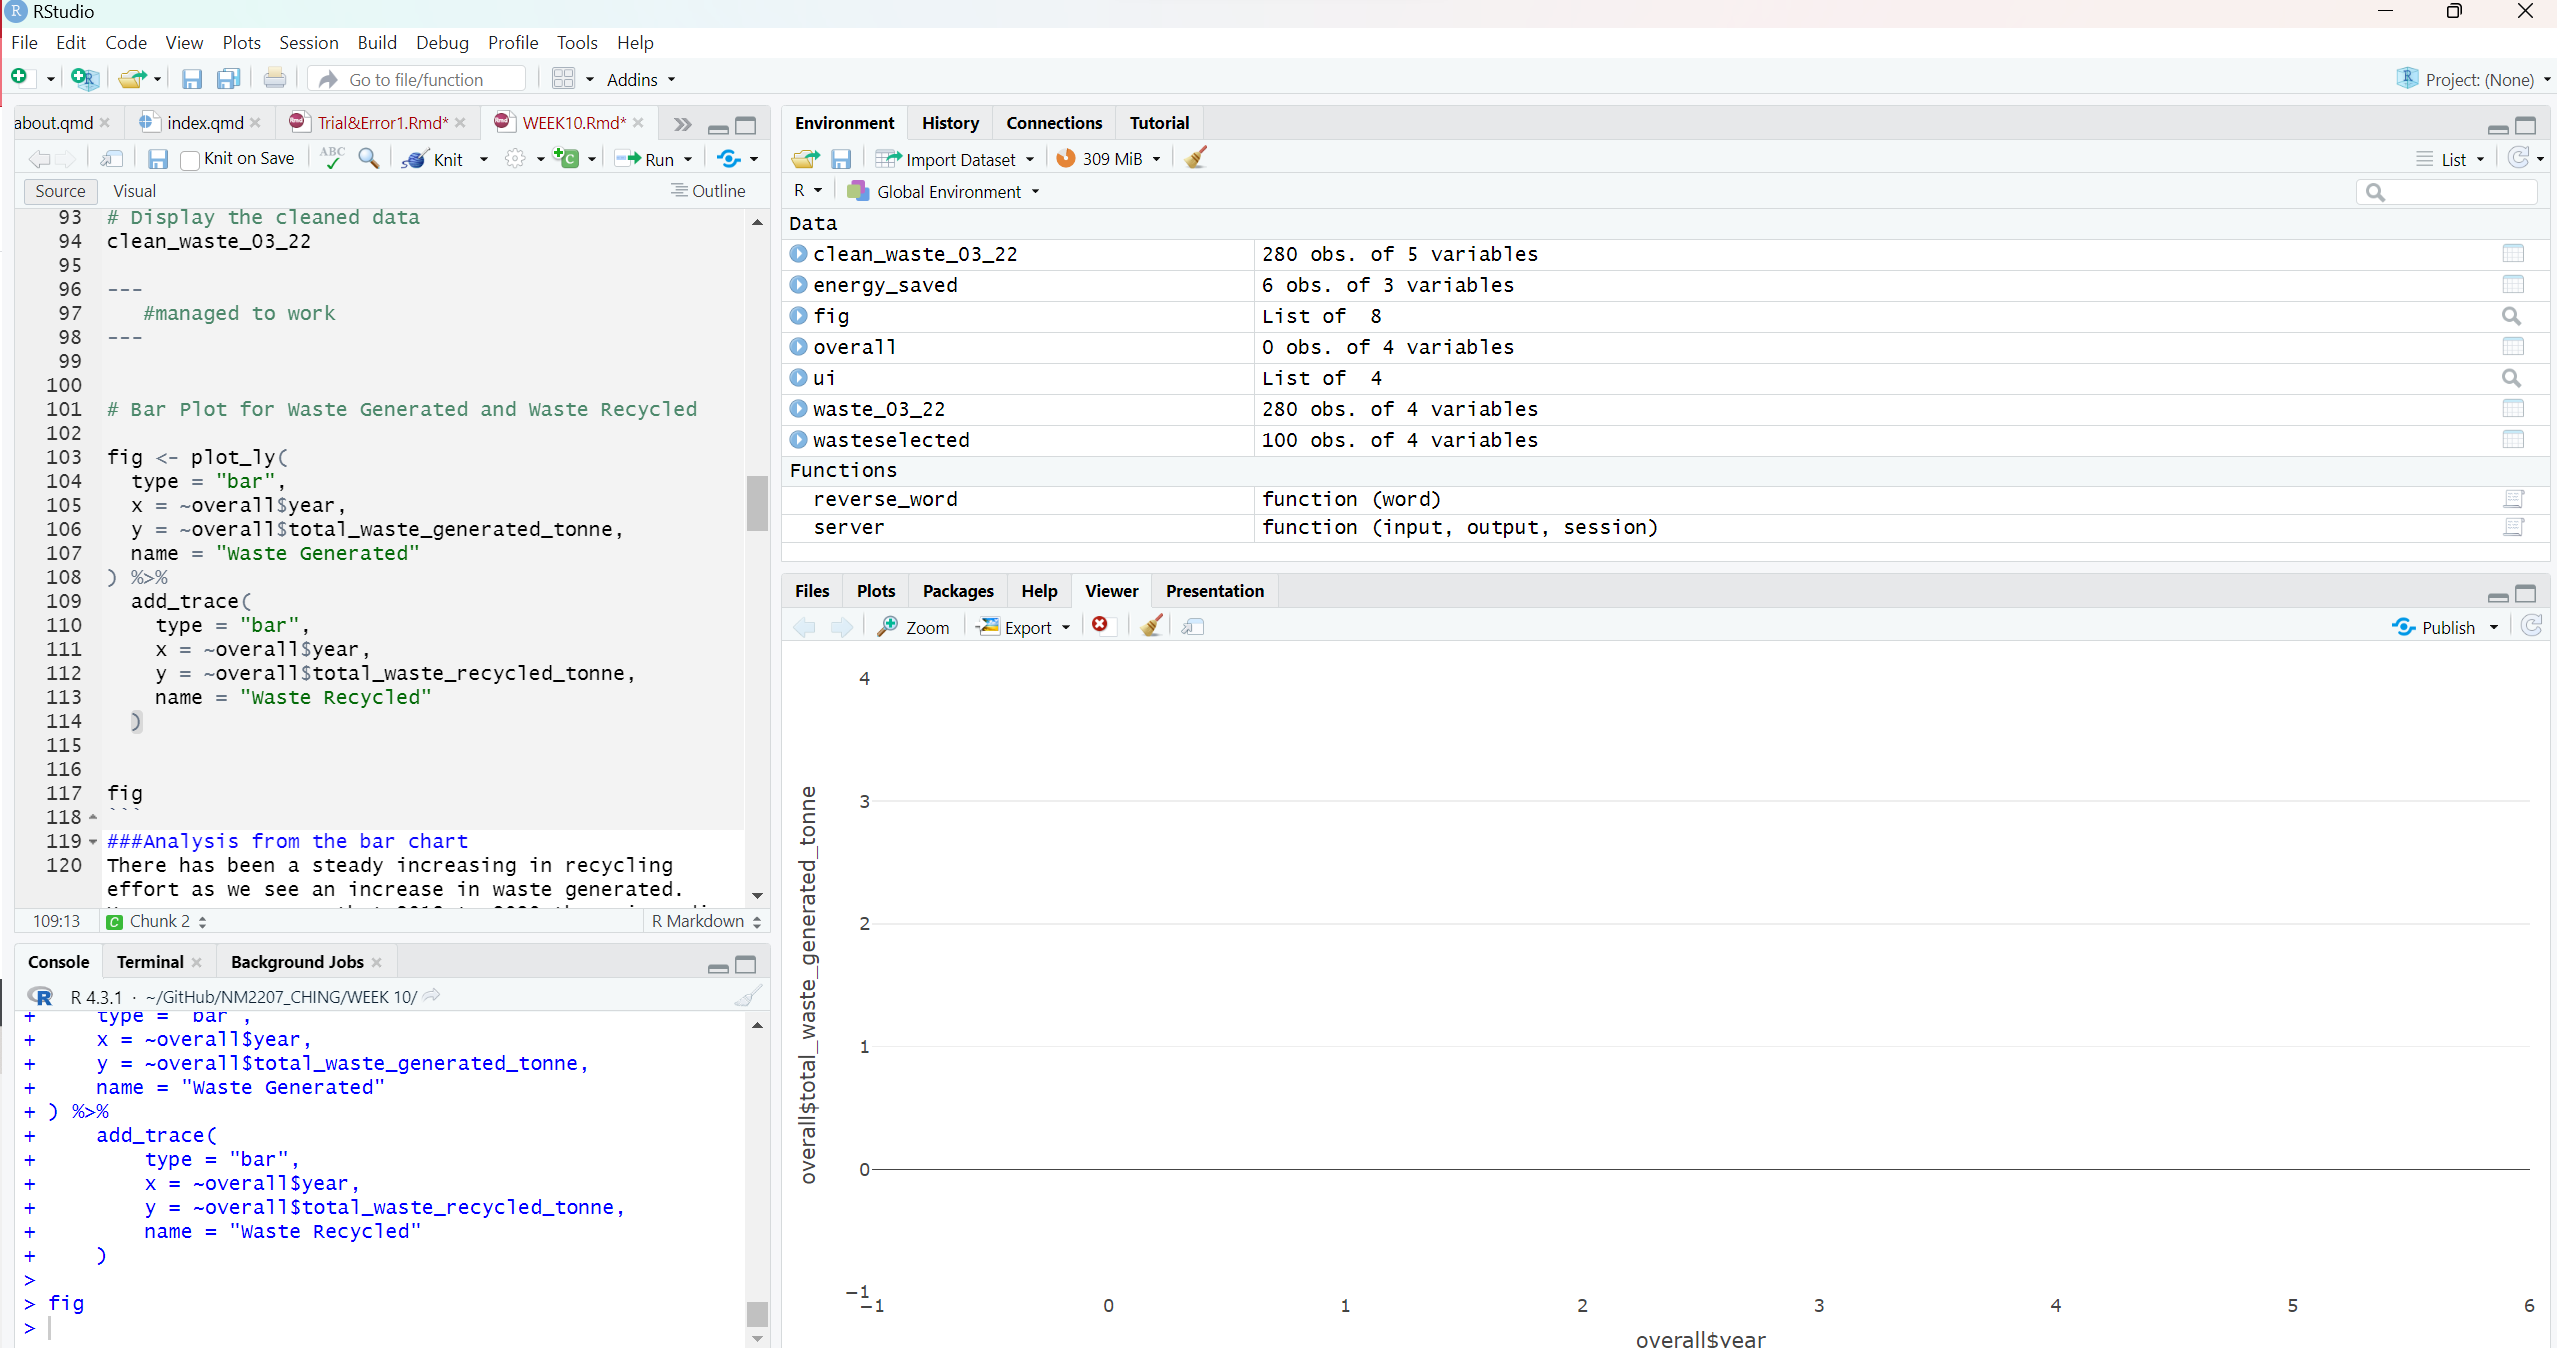 RStudio
File Edit Code View Plots Session Build Debug Profile Tools Help
Go to file/function Addins Project: (None)
about.qmd index.qmd Trial&Error1.Rmd* WEEK10.Rmd*
Knit on Save ABC Knit Run
Source Visual Outline
93 # Display the cleaned data
94 clean_waste_03_22
95
96 ---
97 #managed to work
98 ---
99
100
101 # Bar Plot for Waste Generated and Waste Recycled
102
103 fig <- plot_ly(
104 type = "bar",
105 x = ~overall$year,
106 y = ~overall$total_waste_generated_tonne,
107 name = "Waste Generated"
108 ) %>%
109 add_trace(
110 type = "bar",
111 x = ~overall$year,
112 y = ~overall$total_waste_recycled_tonne,
113 name = "Waste Recycled"
114 )
115
116
117 fig
118 ```
119 ###Analysis from the bar chart
120 There has been a steady increasing in recycling
effort as we see an increase in waste generated.
109:13 Chunk 2 R Markdown
Console Terminal Background Jobs
R 4.3.1 · ~/GitHub/NM2207_CHING/WEEK 10/
+ type = "bar",
+ x = ~overall$year,
+ y = ~overall$total_waste_generated_tonne,
+ name = "Waste Generated"
+ ) %>%
+ add_trace(
+ type = "bar",
+ x = ~overall$year,
+ y = ~overall$total_waste_recycled_tonne,
+ name = "Waste Recycled"
+ )
>
> fig
>
Environment History Connections Tutorial
Import Dataset 309 MiB List
R Global Environment
Data
clean_waste_03_22 280 obs. of 5 variables
energy_saved 6 obs. of 3 variables
fig List of 8
overall 0 obs. of 4 variables
ui List of 4
waste_03_22 280 obs. of 4 variables
wasteselected 100 obs. of 4 variables
Functions
reverse_word function (word)
server function (input, output, session)
Files Plots Packages Help Viewer Presentation
Zoom Export Publish
overall$total_waste_generated_tonne
4
3
2
1
0
−1
−1 0 1 2 3 4 5 6
overall$year